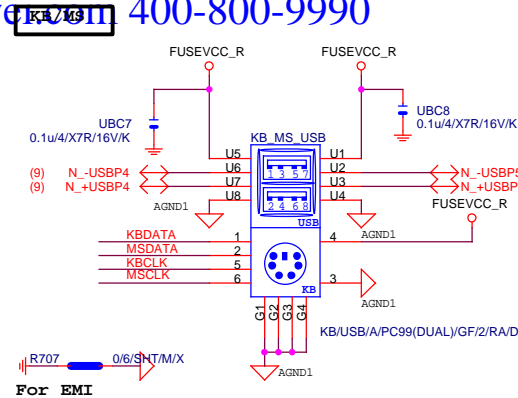 400-800-9990
KB/MS
FUSEVCC_R
FUSEVCC_R
UBC7
0.1u/4/X7R/16V/K
UBC8
0.1u/4/X7R/16V/K
KB_MS_USB
U5
U6
U7
U8
U1
U2
U3
U4
1 3 5 7
2 4 6 8
USB
(9) N_-USBP4
(9) N_+USBP4
AGND1
N_-USBP5
N_+USBP
FUSEVCC_R
AGND1
KBDATA
MSDATA
KBCLK
MSCLK
1
2
5
6
4
3
KB
AGND1
G1
G2
G3
G4
KB/USB/A/PC99(DUAL)/GF/2/RA/D
AGND1
R707
0/6/SHT/M/X
For EMI